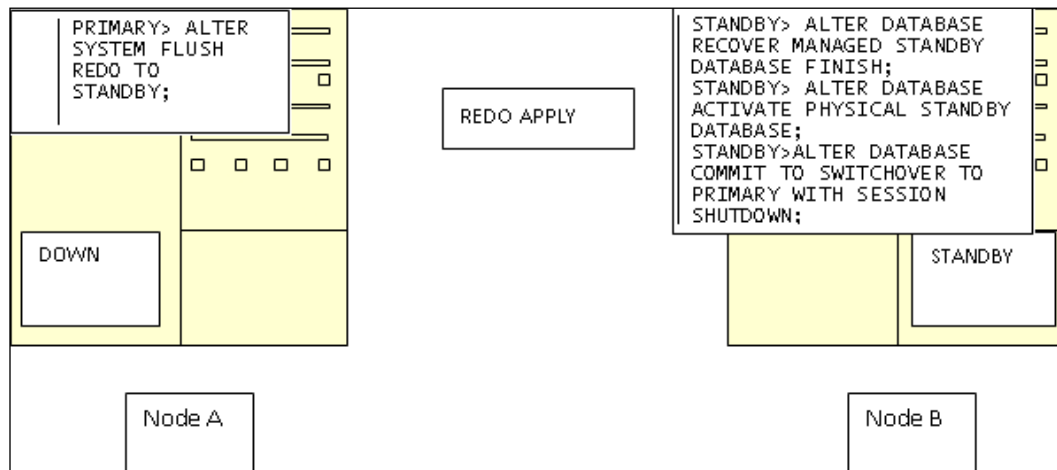 PRIMARY> ALTER
SYSTEM FLUSH
REDO TO
STANDBY;
REDO APPLY
STANDBY> ALTER DATABASE
RECOVER MANAGED STANDBY
DATABASE FINISH;
STANDBY> ALTER DATABASE
ACTIVATE PHYSICAL STANDBY
DATABASE;
STANDBY>ALTER DATABASE
COMMIT TO SWITCHOVER TO
PRIMARY WITH SESSION
SHUTDOWN;
DOWN
STANDBY
Node A
Node B